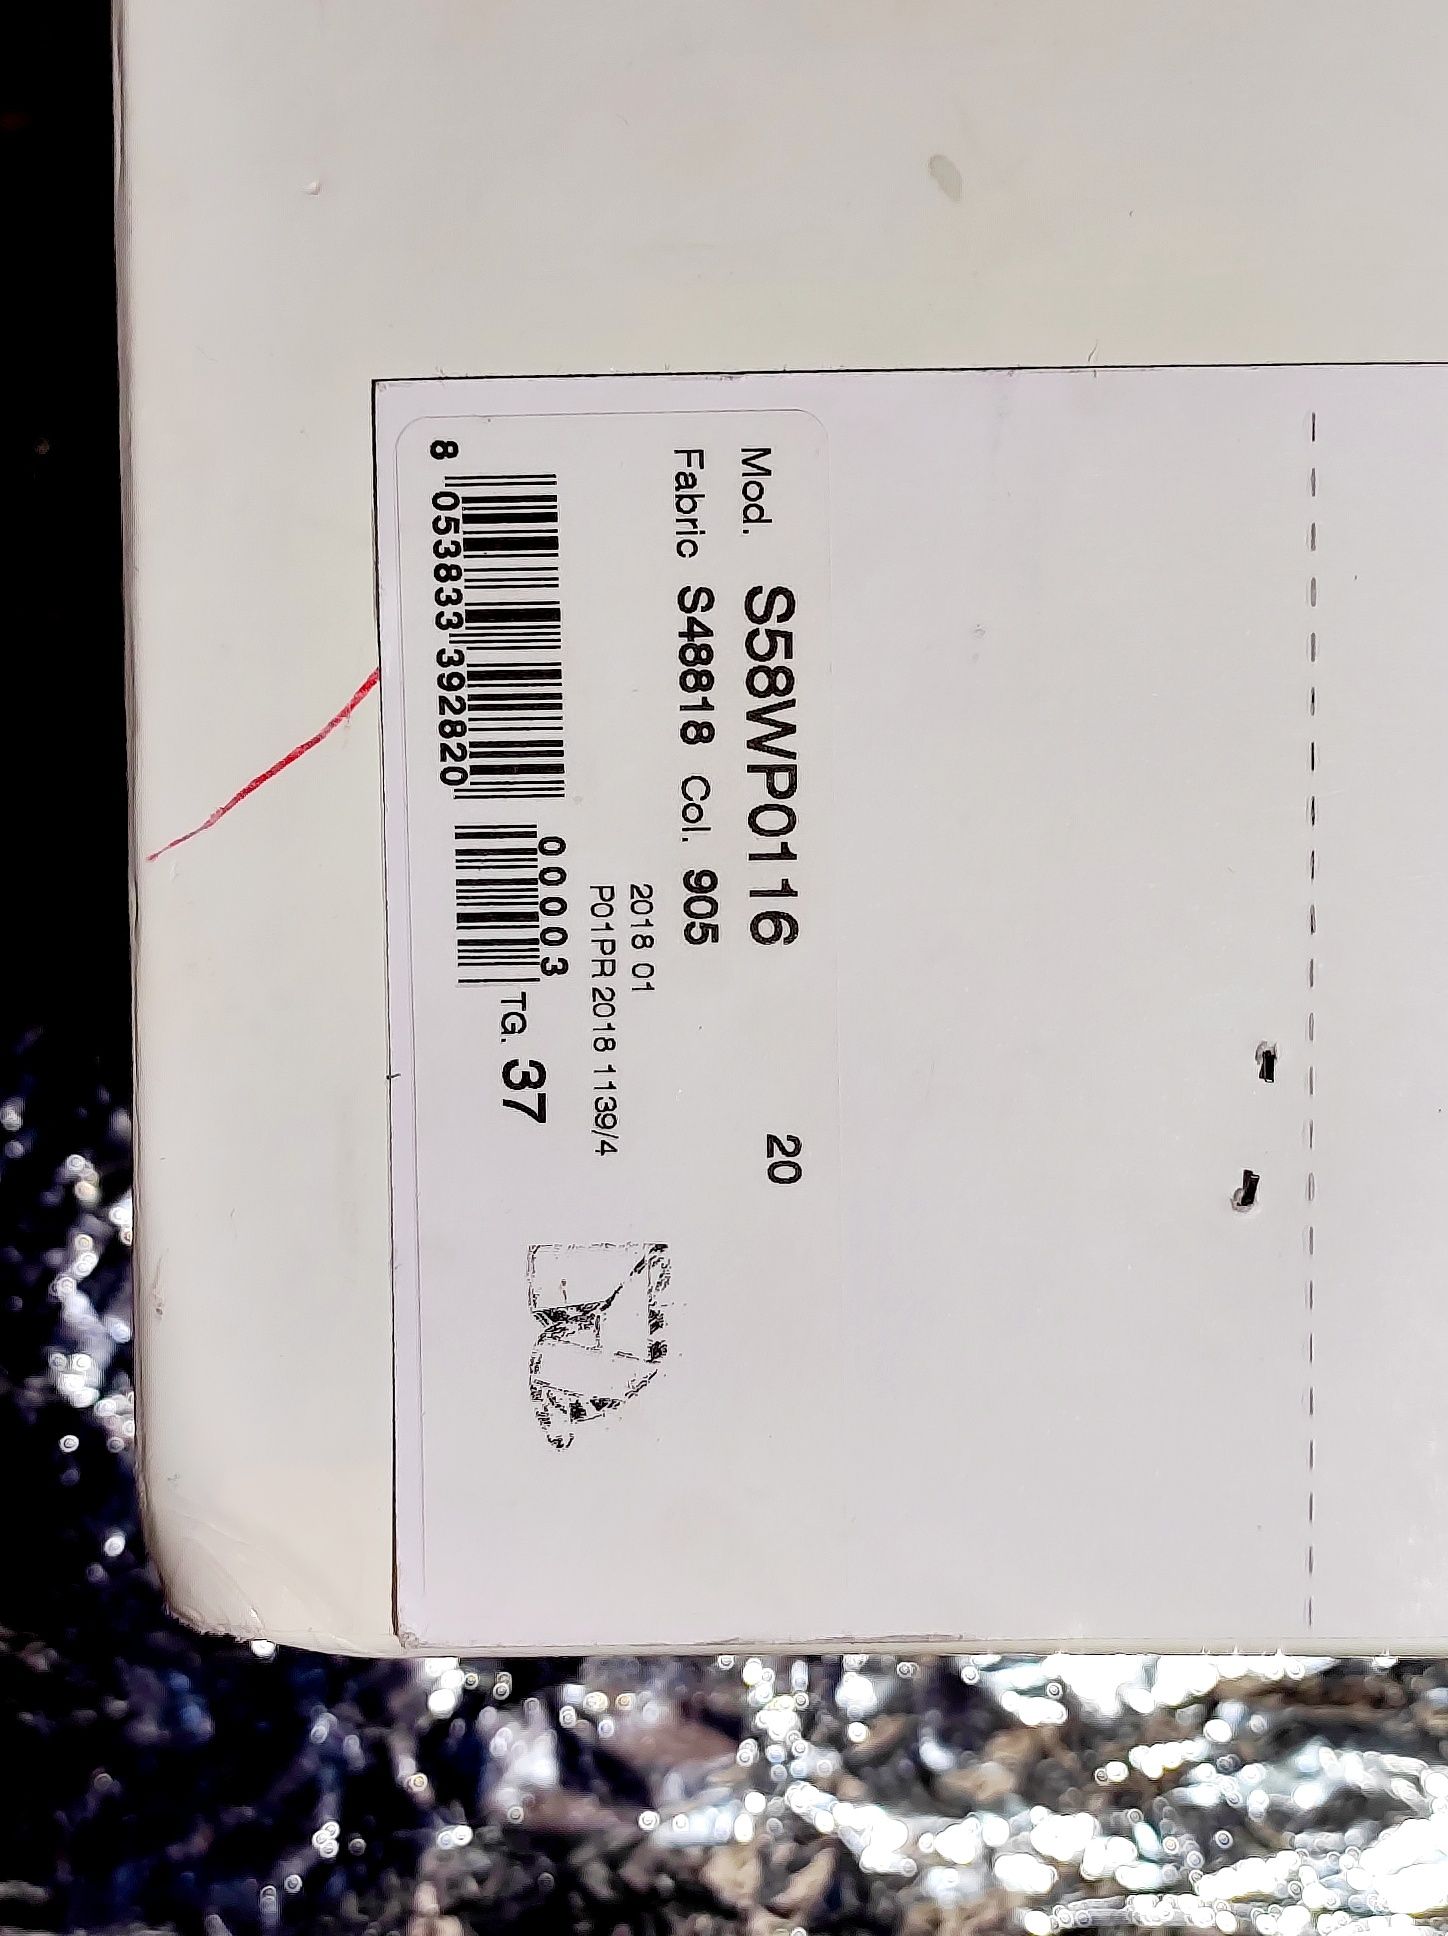 Mod. S58WP0116 20
Fabric S48818 Col. 905
2018 01
P01PR 2018 1139/4
00003
TG. 37
8 053833 392820